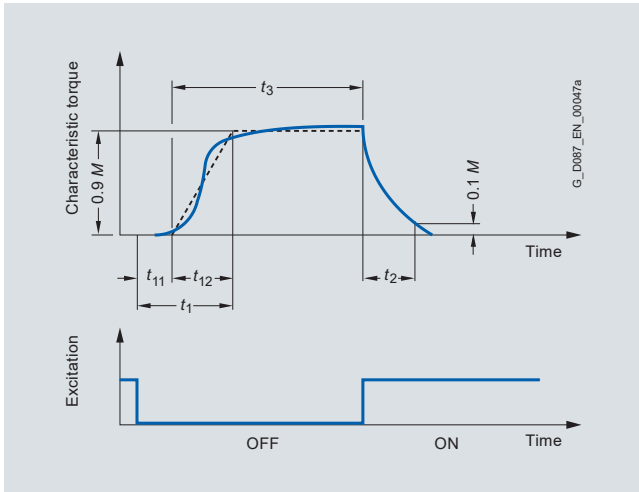 Characteristic torque
0.9 M
t3
0.1 M
G_D087_EN_00047a
Time
t11
t12
t2
t1
Excitation
OFF
ON
Time